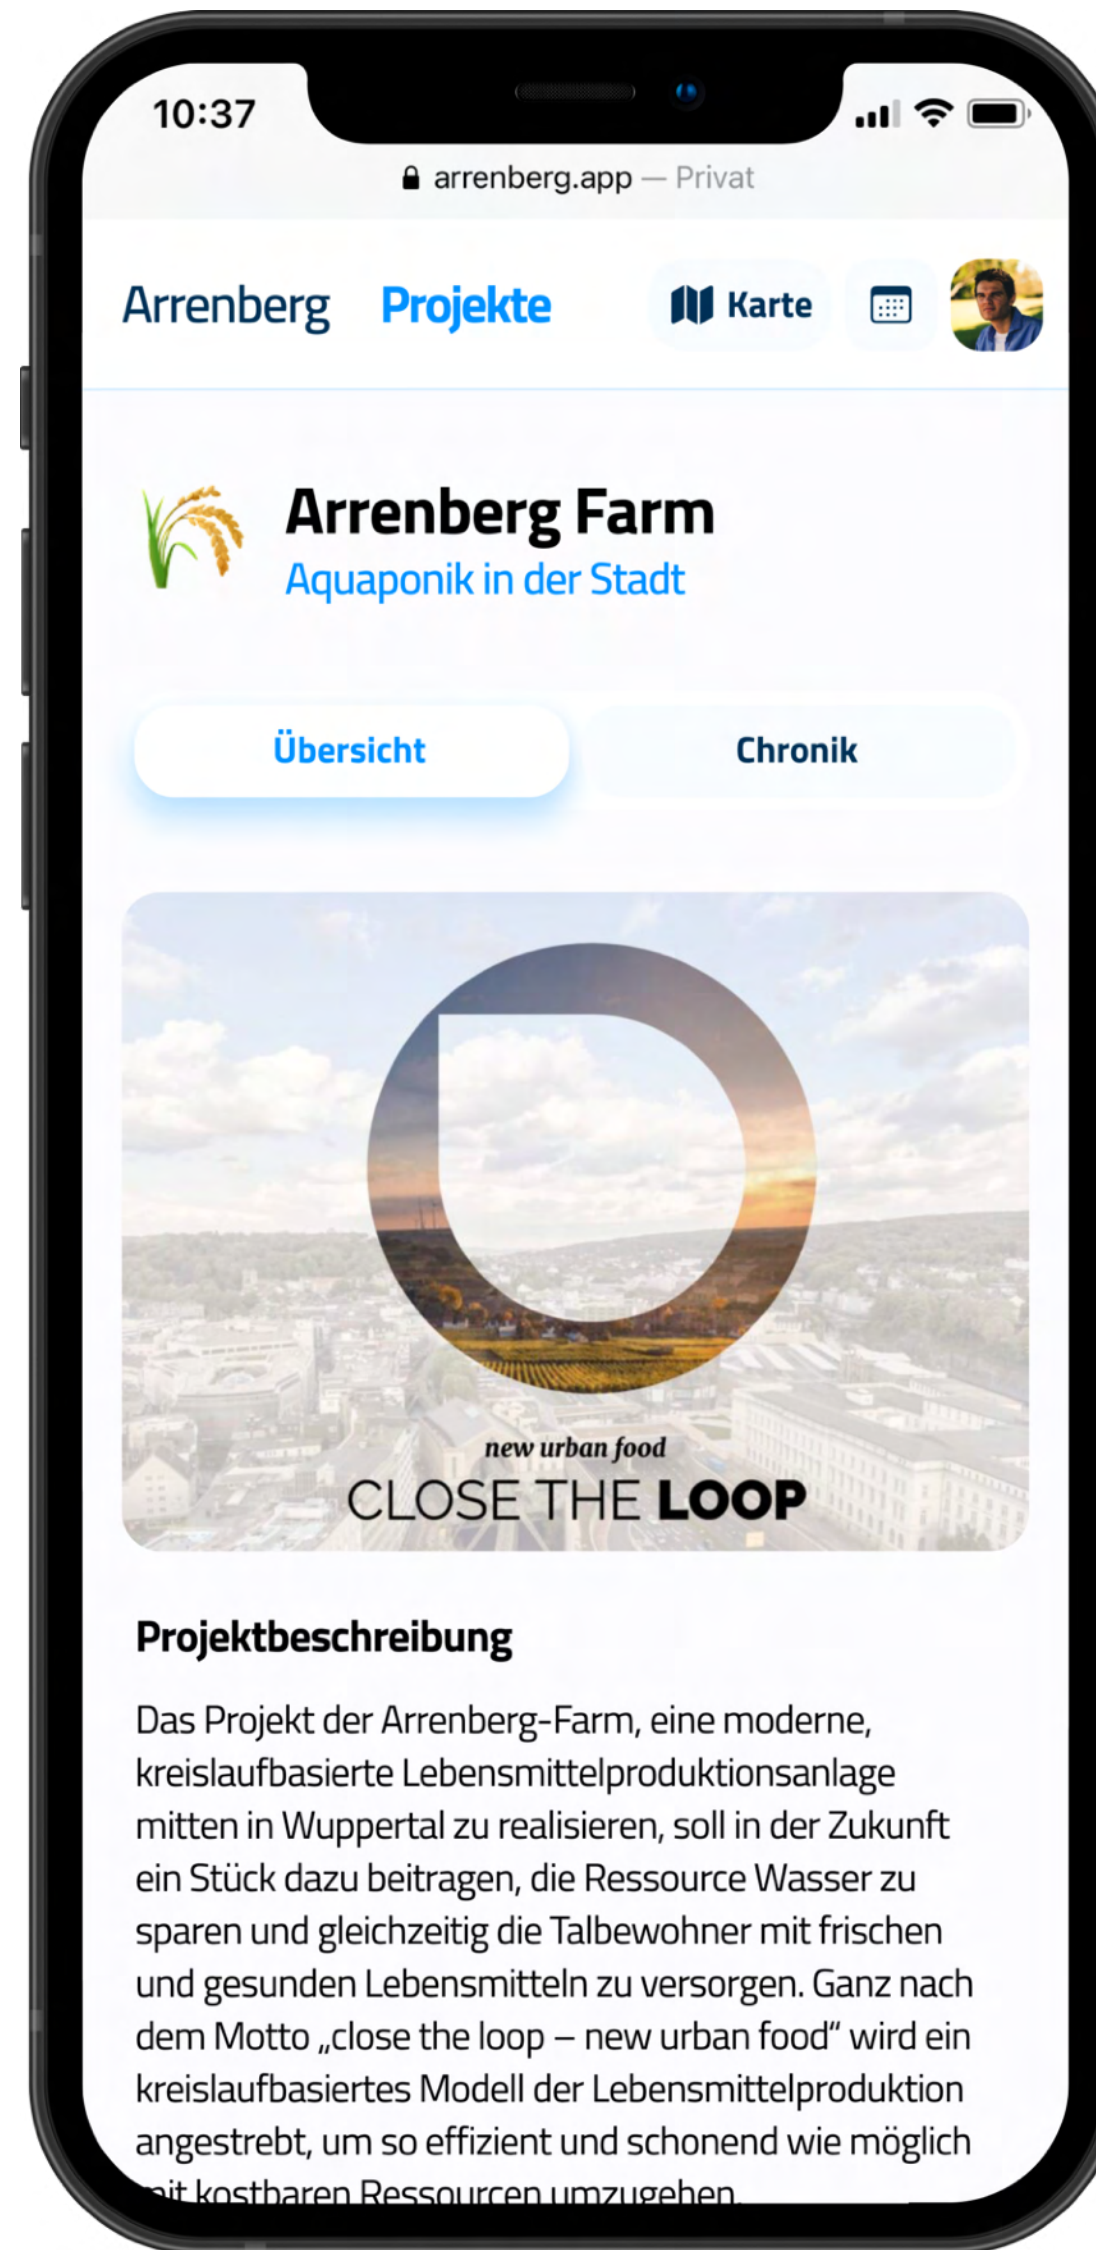 10:37
arrenberg.app — Privat
Arrenberg Projekte Karte
Arrenberg Farm
Aquaponik in der Stadt
Übersicht Chronik
new urban food
CLOSE THE LOOP
Projektbeschreibung
Das Projekt der Arrenberg-Farm, eine moderne,
kreislaufbasierte Lebensmittelproduktionsanlage
mitten in Wuppertal zu realisieren, soll in der Zukunft
ein Stück dazu beitragen, die Ressource Wasser zu
sparen und gleichzeitig die Talbewohner mit frischen
und gesunden Lebensmitteln zu versorgen. Ganz nach
dem Motto „close the loop – new urban food“ wird ein
kreislaufbasiertes Modell der Lebensmittelproduktion
angestrebt, um so effizient und schonend wie möglich
mit kostbaren Ressourcen umzugehen.